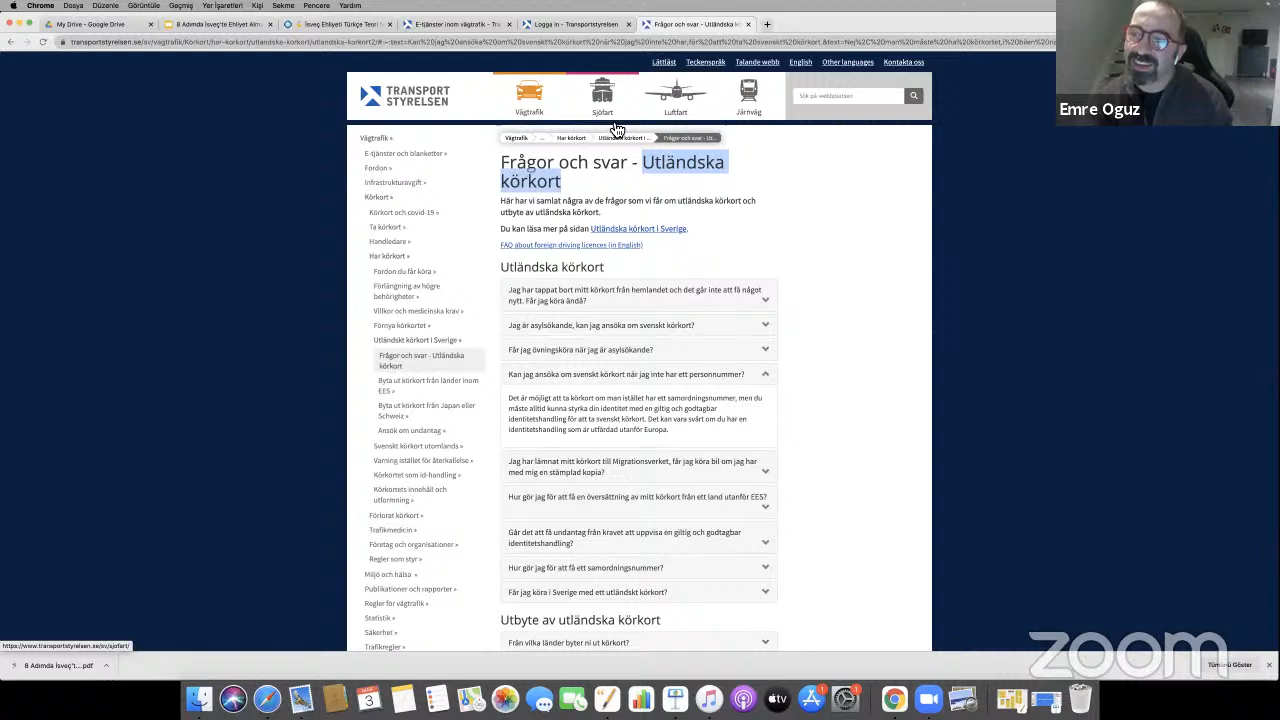 Chrome Dosya Düzenle Görüntüle Geçmiş Yer İşaretleri Kişi Sekme Pencere Yardım
My Drive - Google Drive
8 Adımda İsveç'te Ehliyet Alma
İsveç Ehliyeti Türkçe Teori S
E-tjänster inom vägtrafik - Tra
Logga in - Transportstyrelsen
Frågor och svar - Utländska k
Lättläst Teckenspråk Talande webb English Other languages Kontakta oss
TRANSPORT
STYRELSEN
Vägtrafik Sjöfart Luftfart Järnväg
Sök på webbplatsen
Emre Oguz
Vägtrafik ... Har körkort Utländskt körkort i ... Frågor och svar - Ut...
Vägtrafik »
E-tjänster och blanketter »
Fordon »
Infrastrukturavgift »
Körkort »
Körkort och covid-19 »
Ta körkort »
Handledare »
Har körkort »
Fordon du får köra »
Förlängning av högre
behörigheter »
Villkor och medicinska krav »
Förnya körkortet »
Utländskt körkort i Sverige »
Frågor och svar - Utländska
körkort
Byta ut körkort från länder inom
EES »
Byta ut körkort från Japan eller
Schweiz »
Ansök om undantag »
Svenskt körkort utomlands »
Varning istället för återkallelse »
Körkortet som id-handling »
Körkortets innehåll och
utformning »
Förlorat körkort »
Trafikmedicin »
Företag och organisationer »
Regler som styr »
Miljö och hälsa »
Publikationer och rapporter »
Regler för vägtrafik »
Statistik »
Säkerhet »
Trafikregler »
Frågor och svar - Utländska
körkort
Här har vi samlat några av de frågor som vi får om utländska körkort och
utbyte av utländska körkort.
Du kan läsa mer på sidan Utländska körkort i Sverige.
FAQ about foreign driving licences (in English)
Utländska körkort
Jag har tappat bort mitt körkort från hemlandet och det går inte att få något
nytt. Får jag köra ändå?
Jag är asylsökande, kan jag ansöka om svenskt körkort?
Får jag övningsköra när jag är asylsökande?
Kan jag ansöka om svenskt körkort när jag inte har ett personnummer?
Det är möjligt att ta körkort om man istället har ett samordningsnummer, men du
måste alltid kunna styrka din identitet med en giltig och godtagbar
identitetshandling för att ta svenskt körkort. Det kan vara svårt om du har en
identitetshandling som är utfärdad utanför Europa.
Jag har lämnat mitt körkort till Migrationsverket, får jag köra bil om jag har
med mig en stämplad kopia?
Hur gör jag för att få en översättning av mitt körkort från ett land utanför EES?
Går det att få undantag från kravet att uppvisa en giltig och godtagbar
identitetshandling?
Hur gör jag för att få ett samordningsnummer?
Får jag köra i Sverige med ett utländskt körkort?
Utbyte av utländska körkort
Från vilka länder byter ni ut körkort?
https://www.transportstyrelsen.se/sv/sjofart/
8 Adımda İsveç't....pdf
Tümünü Göster
zoom
MAR
3